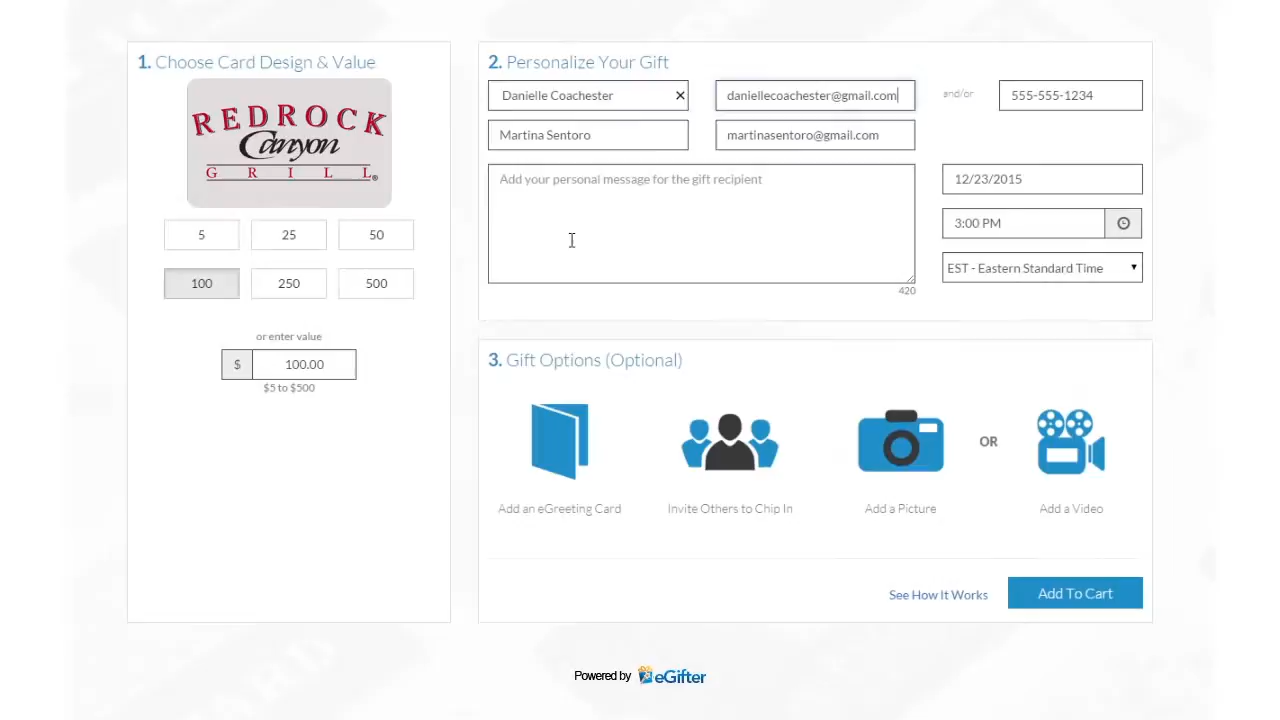 1. Choose Card Design & Value
REDROCK
Canyon
GRILL®
5 25 50
100 250 500
or enter value
$ 100.00
$5 to $500
2. Personalize Your Gift
Danielle Coachester × daniellecoachester@gmail.com and/or 555-555-1234
Martina Sentoro martinasentoro@gmail.com
Add your personal message for the gift recipient
420
12/23/2015
3:00 PM
EST - Eastern Standard Time
3. Gift Options (Optional)
OR
Add an eGreeting Card Invite Others to Chip In Add a Picture Add a Video
See How It Works Add To Cart
Powered by eGifter